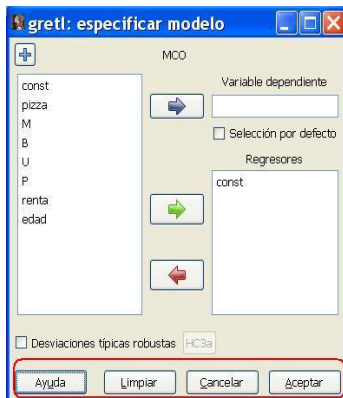 gretl: especificar modelo
MCO
const
pizza
M
B
U
P
renta
edad
Variable dependiente
Selección por defecto
Regresores
const
Desviaciones típicas robustas HC3a
Ayuda Limpiar Cancelar Aceptar